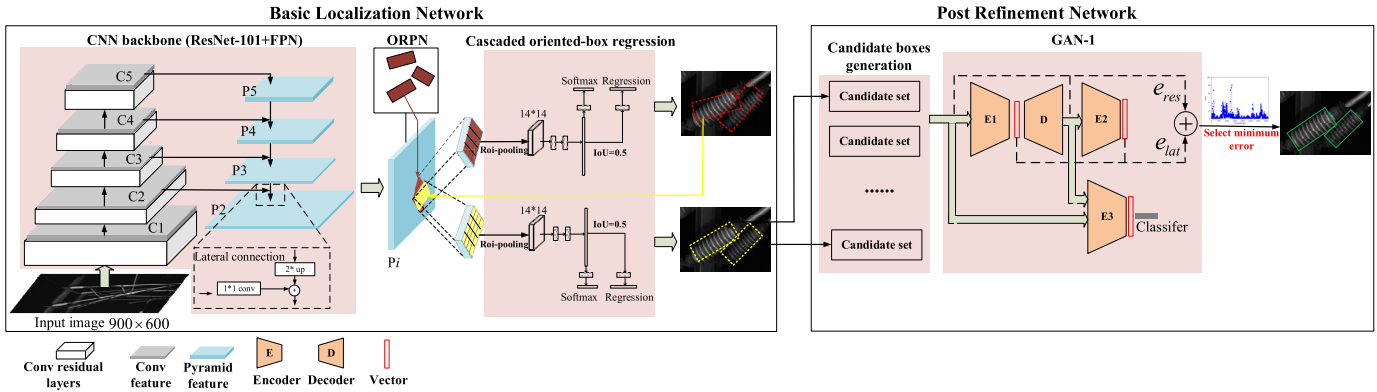 Basic Localization Network
Post Refinement Network
CNN backbone (ResNet-101+FPN)
ORPN
Cascaded oriented-box regression
Candidate boxes
generation
GAN-1
C5
C4
C3
C2
C1
P5
P4
P3
P2
Lateral connection
2* up
1*1 conv
+
Input image 900×600
Pi
14*14
Roi-pooling
Softmax
Regression
IoU=0.5
14*14
Roi-pooling
IoU=0.5
Softmax
Regression
Candidate set
Candidate set
......
Candidate set
E1
D
E2
E3
Classifer
e_res
e_lat
+
Select minimum
error
Conv residual
layers
Conv
feature
Pyramid
feature
E
Encoder
D
Decoder
Vector